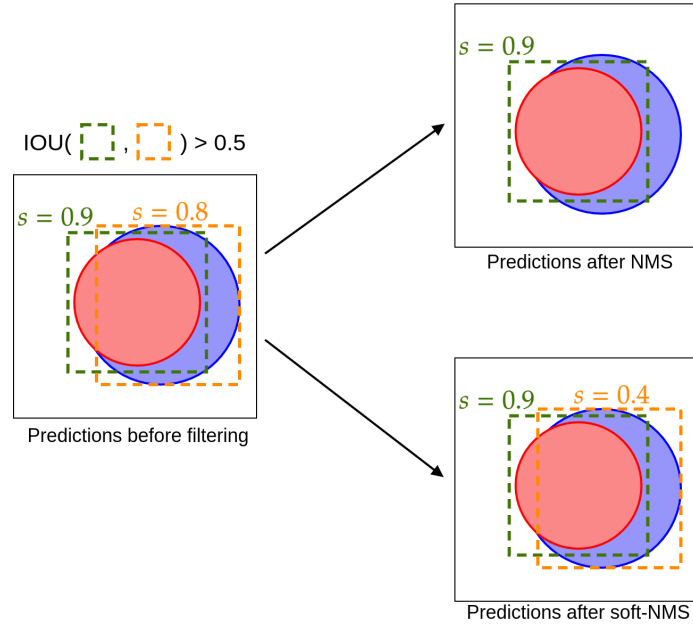 s = 0.9
IOU( , ) > 0.5
s = 0.9
s = 0.8
Predictions before filtering
Predictions after NMS
s = 0.9
s = 0.4
Predictions after soft-NMS